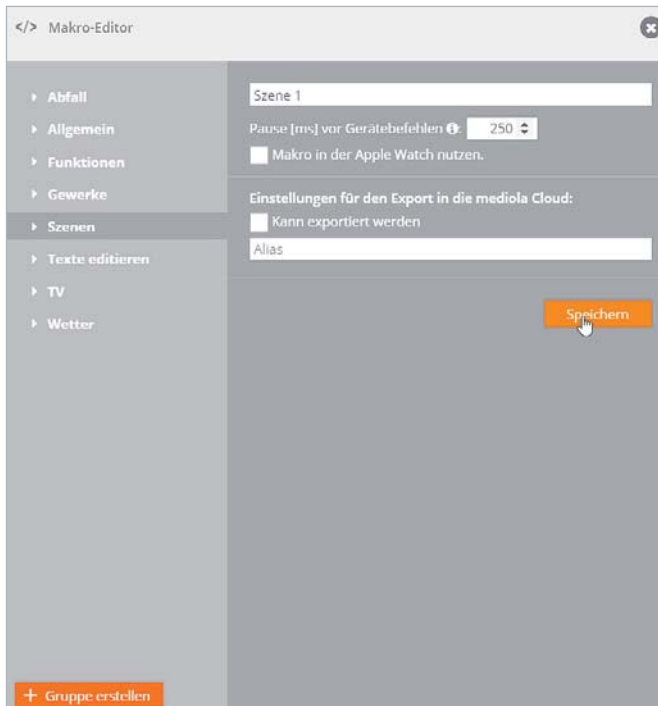 </> Makro-Editor
Abfall
Allgemein
Funktionen
Gewerke
Szenen
Texte editieren
TV
Wetter
+ Gruppe erstellen
Szene 1
Pause [ms] vor Gerätebefehlen i: 250
Makro in der Apple Watch nutzen.
Einstellungen für den Export in die mediola Cloud:
Kann exportiert werden
Alias
Speichern